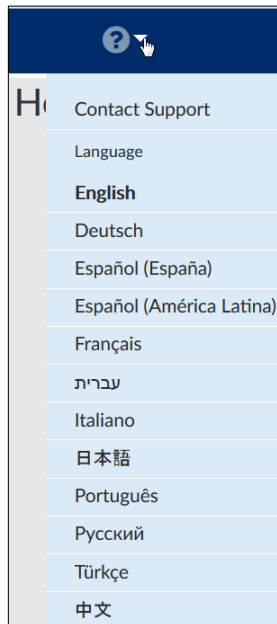 ?
H
Contact Support
Language
English
Deutsch
Español (España)
Español (América Latina)
Français
עברית
Italiano
日本語
Português
Русский
Türkçe
中文